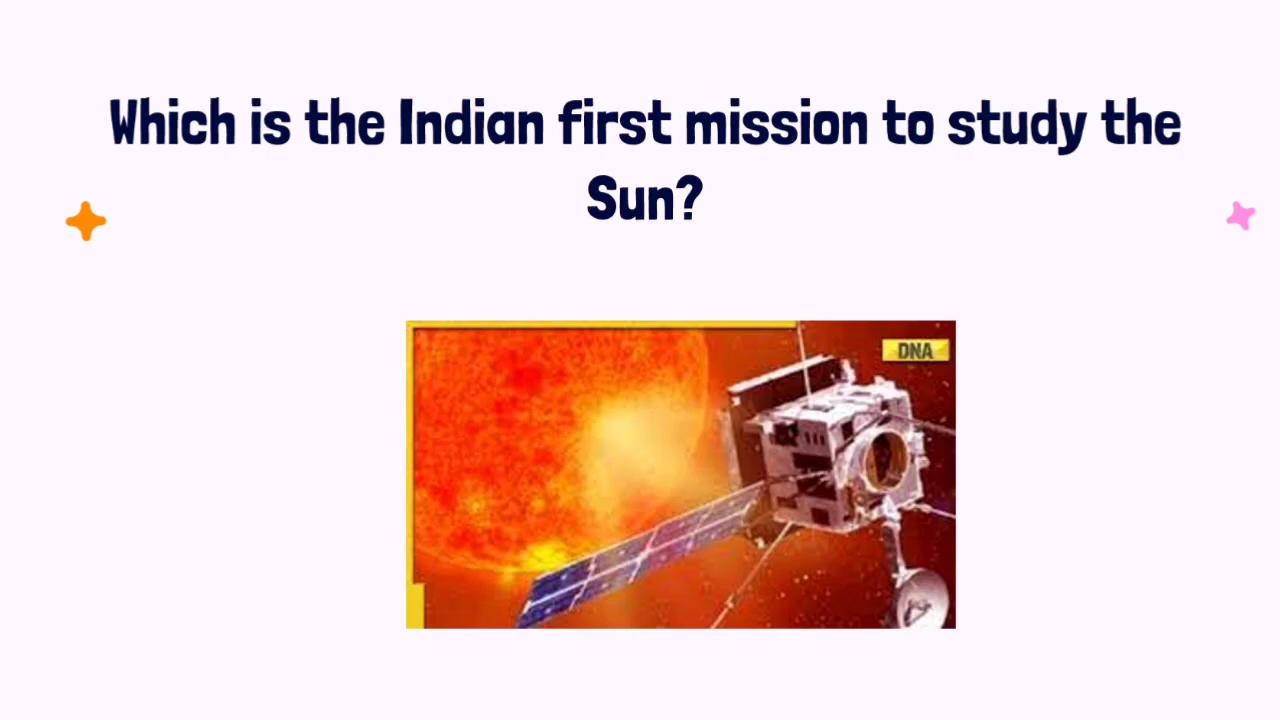 Which is the Indian first mission to study the
Sun?
DNA